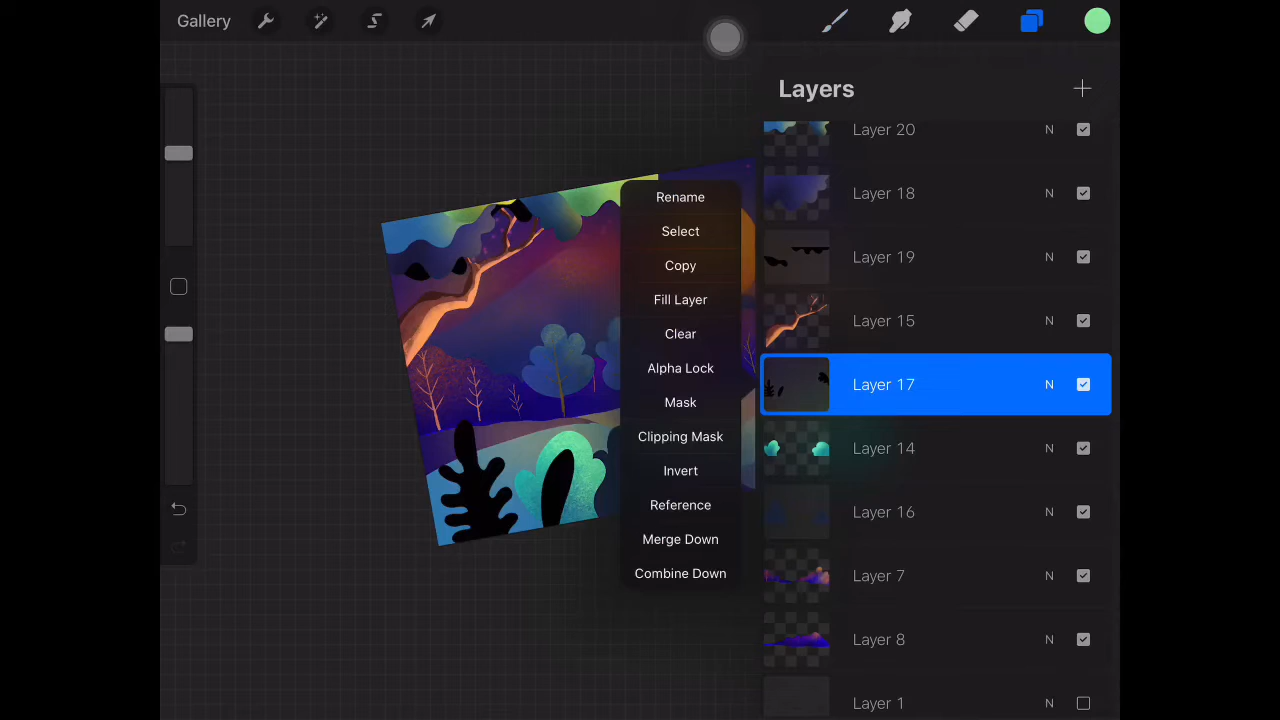 Gallery
Layers
Layer 20 N
Layer 18 N
Layer 19 N
Layer 15 N
Layer 17 N
Layer 14 N
Layer 16 N
Layer 7 N
Layer 8 N
Layer 1 N
Rename
Select
Copy
Fill Layer
Clear
Alpha Lock
Mask
Clipping Mask
Invert
Reference
Merge Down
Combine Down